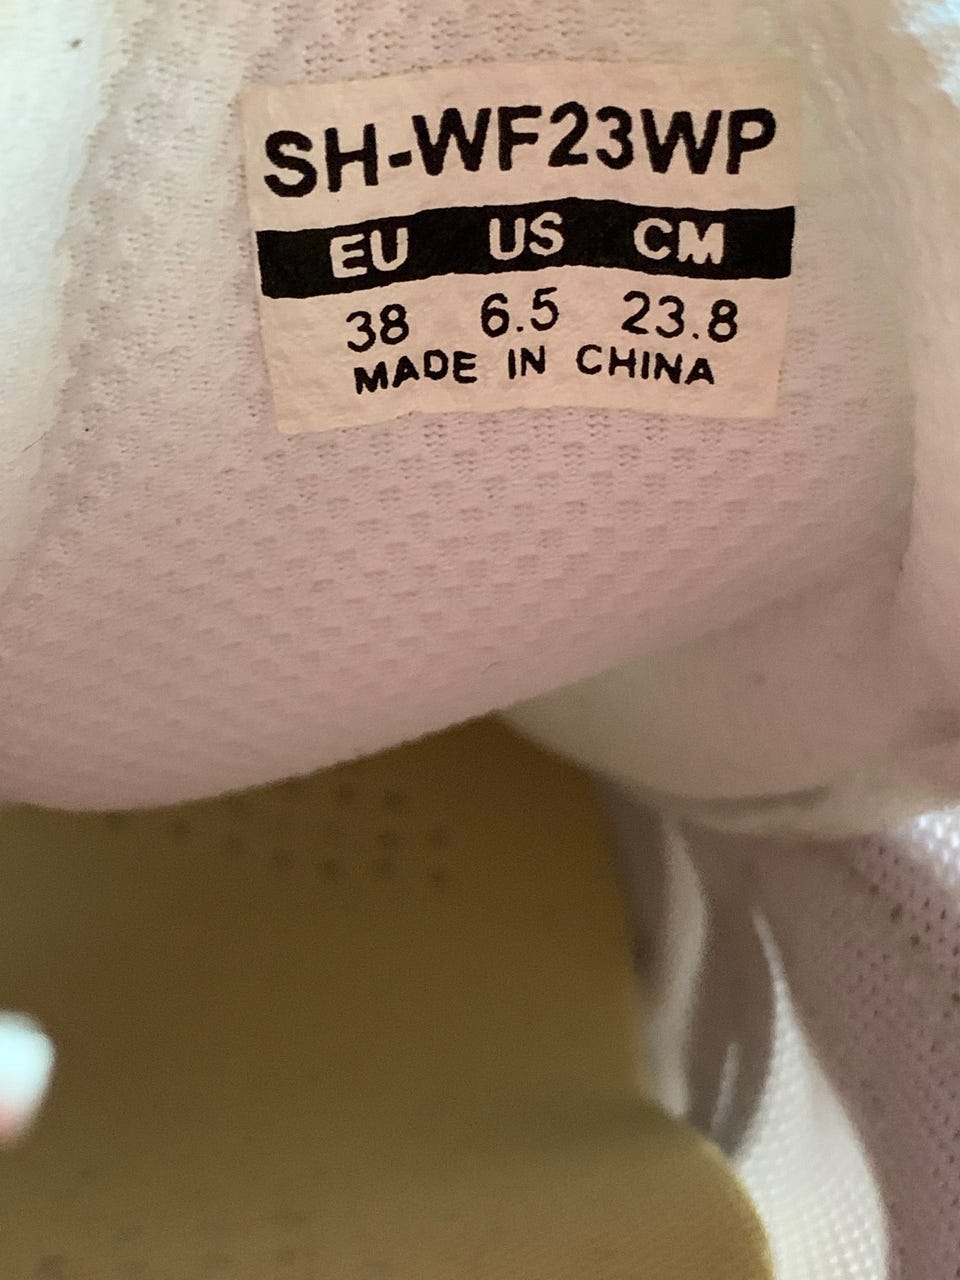 SH-WF23WP
EU US CM
38 6.5 23.8
MADE IN CHINA